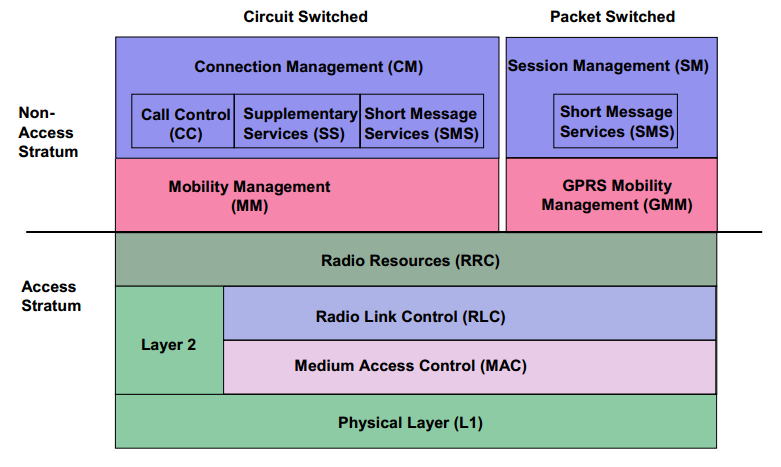 Circuit Switched
Packet Switched
Connection Management (CM)
Session Management (SM)
Non-
Access
Stratum
Call Control
(CC)
Supplementary
Services (SS)
Short Message
Services (SMS)
Short Message
Services (SMS)
Mobility Management
(MM)
GPRS Mobility
Management (GMM)
Radio Resources (RRC)
Access
Stratum
Layer 2
Radio Link Control (RLC)
Medium Access Control (MAC)
Physical Layer (L1)